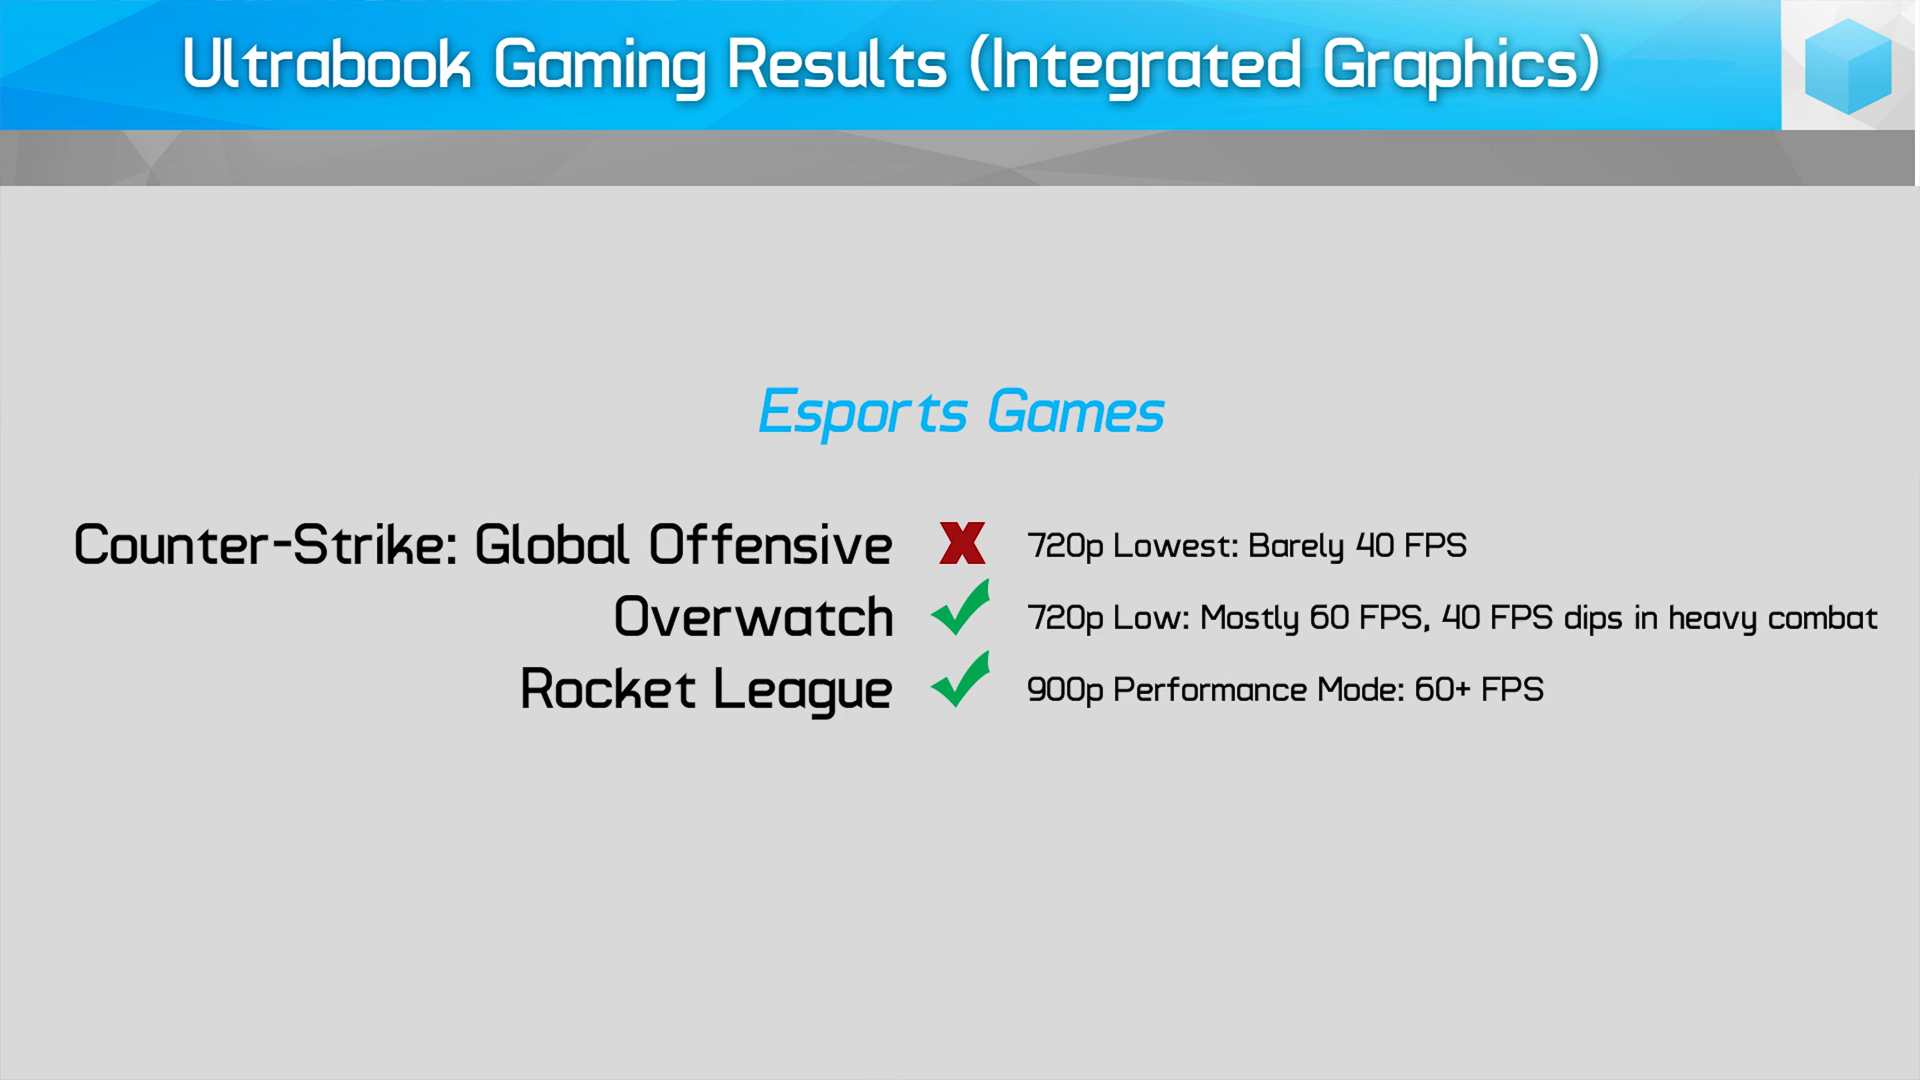 Ultrabook Gaming Results (Integrated Graphics)
Esports Games
Counter-Strike: Global Offensive X 720p Lowest: Barely 40 FPS
Overwatch ✓ 720p Low: Mostly 60 FPS, 40 FPS dips in heavy combat
Rocket League ✓ 900p Performance Mode: 60+ FPS